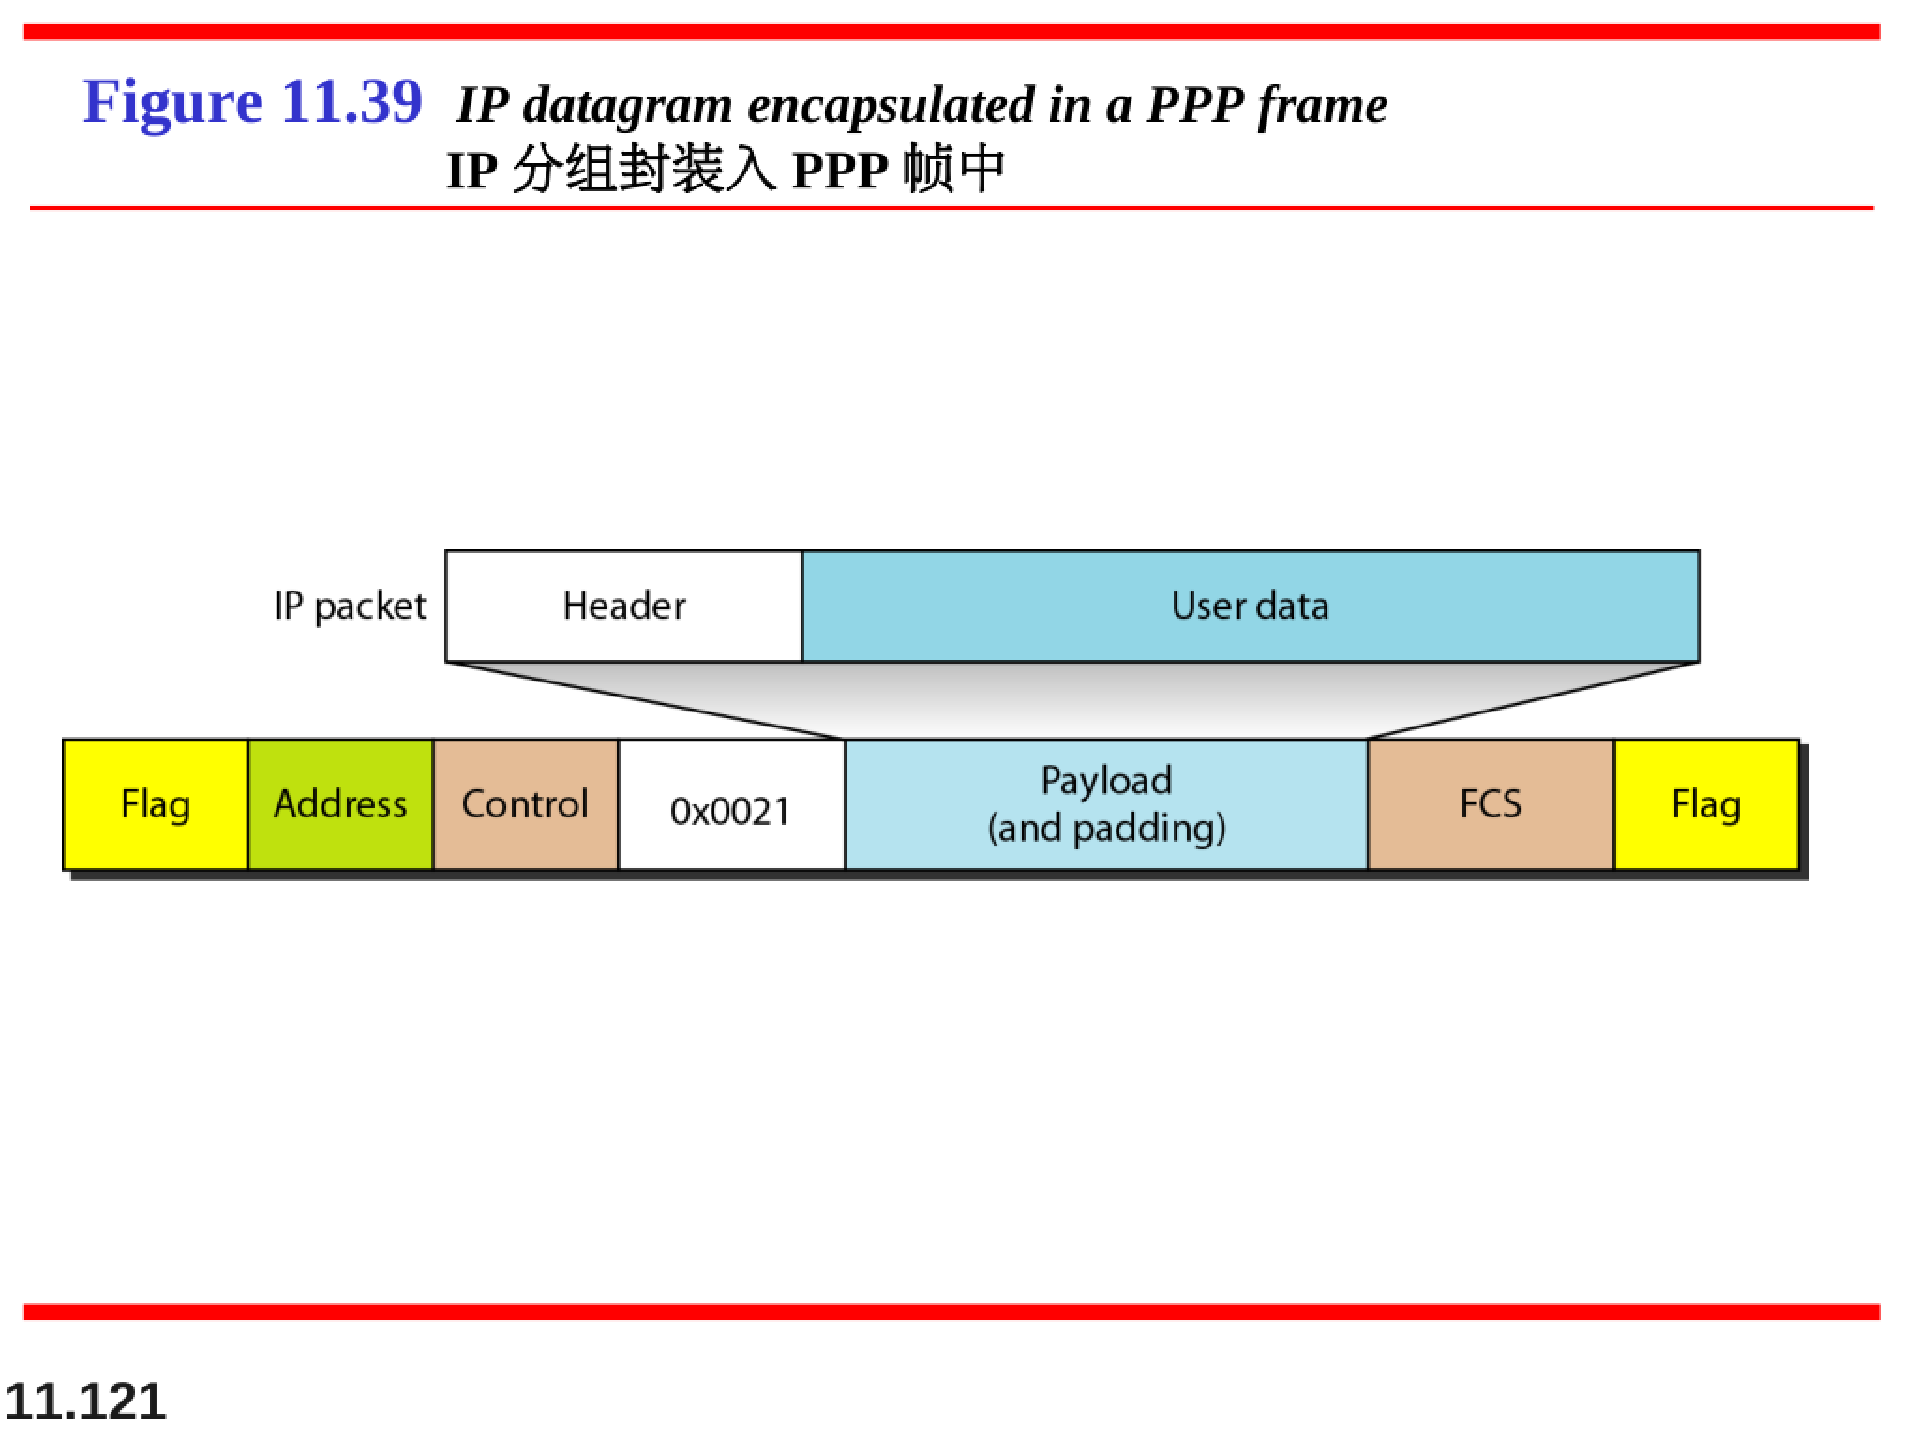 Figure 11.39 IP datagram encapsulated in a PPP frame
IP 分组封装入 PPP 帧中
IP packet
Header
User data
Flag
Address
Control
0x0021
Payload
(and padding)
FCS
Flag
11.121